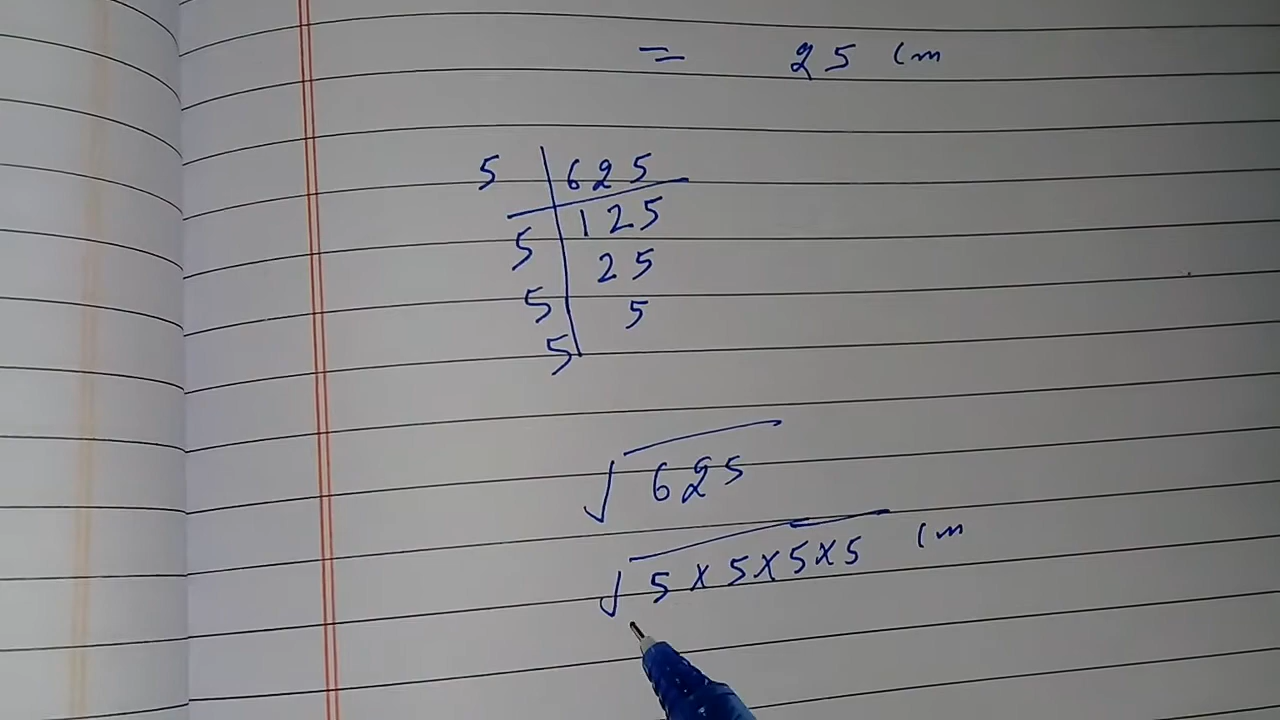 = 25 cm
5 | 625
5 | 125
5 | 25
5 | 5
√625
√5×5×5×5 cm